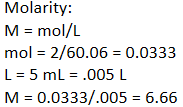 Molarity:
M = mol/L
mol = 2/60.06 = 0.0333
L = 5 mL = .005 L
M = 0.0333/.005 = 6.66